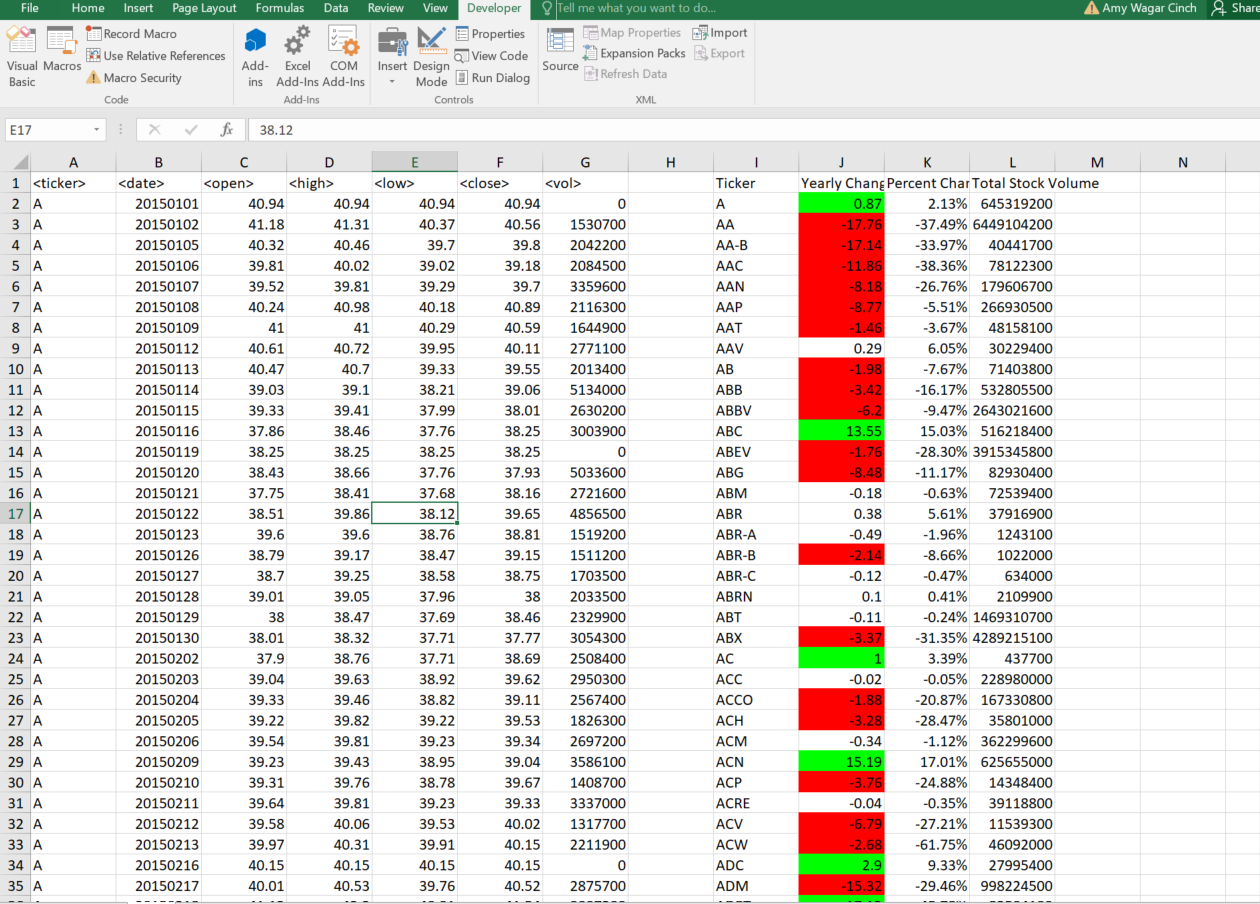 File Home Insert Page Layout Formulas Data Review View Developer Tell me what you want to do... Amy Wagar Cinch Share
Visual Basic
Macros
Record Macro
Use Relative References
Macro Security
Code
Add-ins
Excel Add-Ins
COM Add-Ins
Add-Ins
Insert
Design Mode
Properties
View Code
Run Dialog
Controls
Source
Map Properties
Expansion Packs
Refresh Data
Import
Export
XML
E17 fx 38.12
A B C D E F G H I J K L M N
1 <ticker> <date> <open> <high> <low> <close> <vol> Ticker Yearly Chang Percent Char Total Stock Volume
2 A 20150101 40.94 40.94 40.94 40.94 0 A 0.87 2.13% 645319200
3 A 20150102 41.18 41.31 40.37 40.56 1530700 AA -17.76 -37.49% 6449104200
4 A 20150105 40.32 40.46 39.7 39.8 2042200 AA-B -17.14 -33.97% 40441700
5 A 20150106 39.81 40.02 39.02 39.18 2084500 AAC -11.86 -38.36% 78122300
6 A 20150107 39.52 39.81 39.29 39.7 3359600 AAN -8.18 -26.76% 179606700
7 A 20150108 40.24 40.98 40.18 40.89 2116300 AAP -8.77 -5.51% 266930500
8 A 20150109 41 41 40.29 40.59 1644900 AAT -1.46 -3.67% 48158100
9 A 20150112 40.61 40.72 39.95 40.11 2771100 AAV 0.29 6.05% 30229400
10 A 20150113 40.47 40.7 39.33 39.55 2013400 AB -1.98 -7.67% 71403800
11 A 20150114 39.03 39.1 38.21 39.06 5134000 ABB -3.42 -16.17% 532805500
12 A 20150115 39.33 39.41 37.99 38.01 2630200 ABBV -6.2 -9.47% 2643021600
13 A 20150116 37.86 38.46 37.76 38.25 3003900 ABC 13.55 15.03% 516218400
14 A 20150119 38.25 38.25 38.25 38.25 0 ABEV -1.76 -28.30% 3915345800
15 A 20150120 38.43 38.66 37.76 37.93 5033600 ABG -8.48 -11.17% 82930400
16 A 20150121 37.75 38.41 37.68 38.16 2721600 ABM -0.18 -0.63% 72539400
17 A 20150122 38.51 39.86 38.12 39.65 4856500 ABR 0.38 5.61% 37916900
18 A 20150123 39.6 39.6 38.76 38.81 1519200 ABR-A -0.49 -1.96% 1243100
19 A 20150126 38.79 39.17 38.47 39.15 1511200 ABR-B -2.14 -8.66% 1022000
20 A 20150127 38.7 39.25 38.58 38.75 1703500 ABR-C -0.12 -0.47% 634000
21 A 20150128 39.01 39.05 37.96 38 2033500 ABRN 0.1 0.41% 2109900
22 A 20150129 38 38.47 37.69 38.46 2329900 ABT -0.11 -0.24% 1469310700
23 A 20150130 38.01 38.32 37.71 37.77 3054300 ABX -3.37 -31.35% 4289215100
24 A 20150202 37.9 38.76 37.71 38.69 2508400 AC 1 3.39% 437700
25 A 20150203 39.04 39.63 38.92 39.62 2950300 ACC -0.02 -0.05% 228980000
26 A 20150204 39.33 39.46 38.82 39.11 2567400 ACCO -1.88 -20.87% 167330800
27 A 20150205 39.22 39.82 39.22 39.53 1826300 ACH -3.28 -28.47% 35801000
28 A 20150206 39.54 39.81 39.23 39.34 2697200 ACM -0.34 -1.12% 362299600
29 A 20150209 39.23 39.43 38.95 39.04 3586100 ACN 15.19 17.01% 625655000
30 A 20150210 39.31 39.76 38.78 39.67 1408700 ACP -3.76 -24.88% 14348400
31 A 20150211 39.64 39.81 39.23 39.33 3337000 ACRE -0.04 -0.35% 39118800
32 A 20150212 39.58 40.06 39.53 40.02 1317700 ACV -6.79 -27.21% 11539300
33 A 20150213 39.97 40.31 39.91 40.15 2211900 ACW -2.68 -61.75% 46092000
34 A 20150216 40.15 40.15 40.15 40.15 0 ADC 2.9 9.33% 27995400
35 A 20150217 40.01 40.53 39.76 40.52 2875700 ADM -15.32 -29.46% 998224500